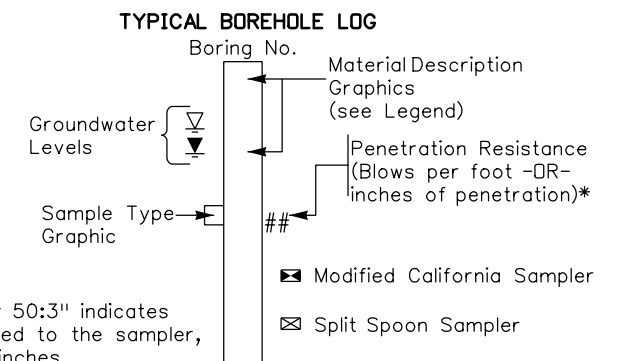 TYPICAL BOREHOLE LOG
Boring No.
Material Description
Graphics
(see Legend)
Groundwater
Levels
Penetration Resistance
(Blows per foot -OR-
inches of penetration)*
Sample Type
Graphic
##
Modified California Sampler
50:3" indicates
ed to the sampler,
inches
Split Spoon Sampler